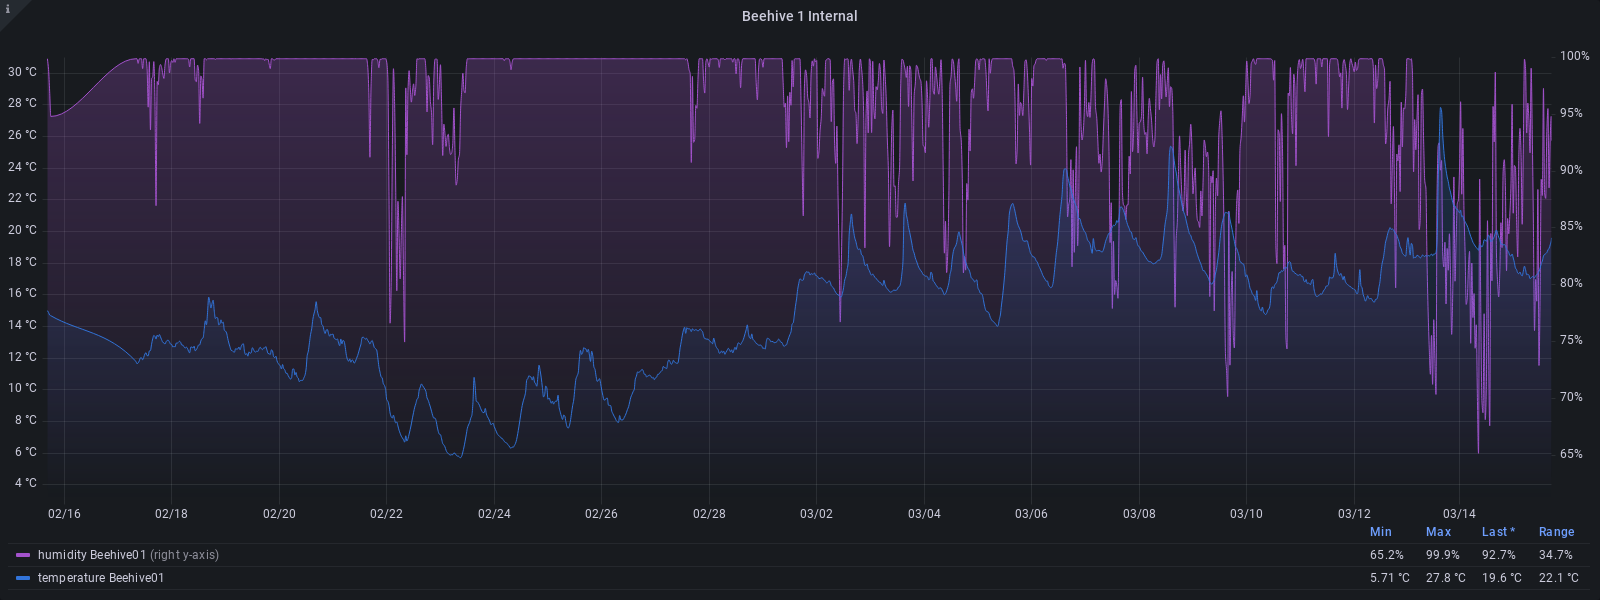 i
Beehive 1 Internal
30 °C
28 °C
26 °C
24 °C
22 °C
20 °C
18 °C
16 °C
14 °C
12 °C
10 °C
8 °C
6 °C
4 °C
100%
95%
90%
85%
80%
75%
70%
65%
02/16 02/18 02/20 02/22 02/24 02/26 02/28 03/02 03/04 03/06 03/08 03/10 03/12 03/14
Min Max Last * Range
humidity Beehive01 (right y-axis) 65.2% 99.9% 92.7% 34.7%
temperature Beehive01 5.71 °C 27.8 °C 19.6 °C 22.1 °C